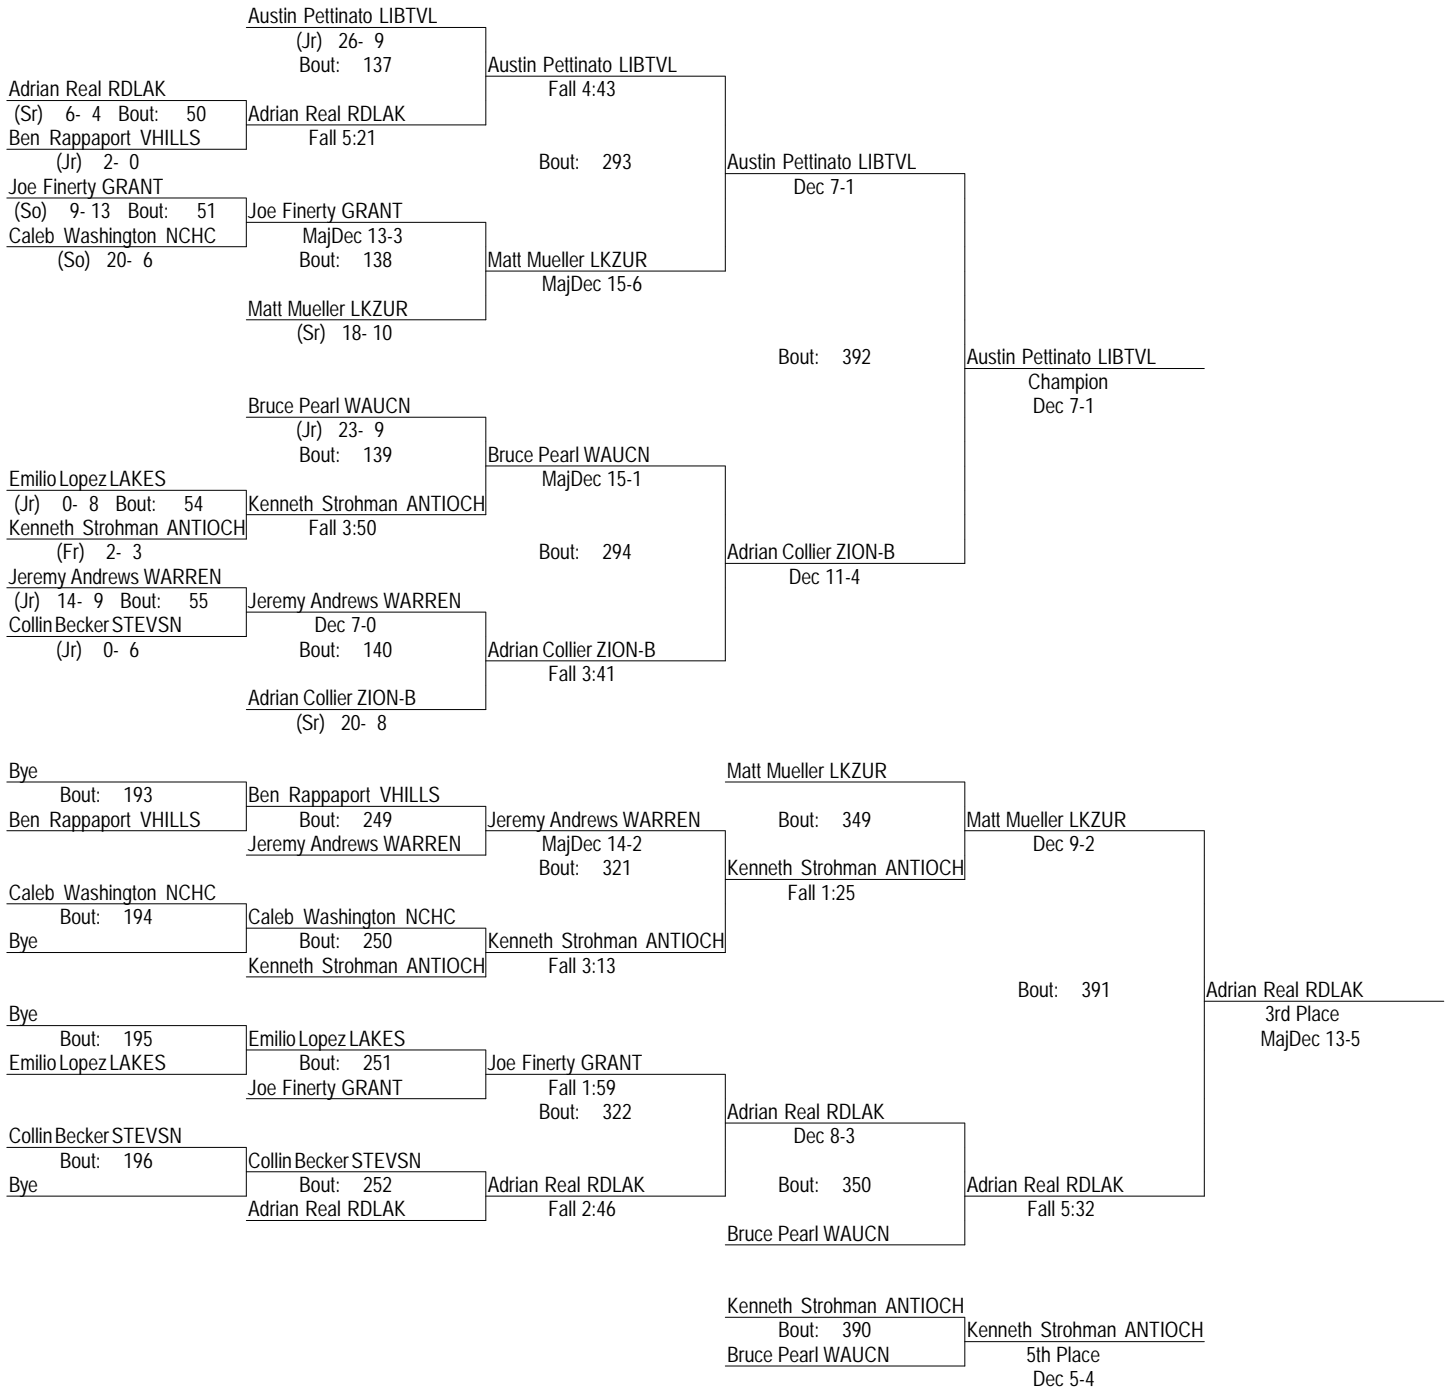 Austin Pettinato LIBTVL
(Jr) 26- 9
Bout: 137
Austin Pettinato LIBTVL
Fall 4:43
Adrian Real RDLAK
(Sr) 6- 4 Bout: 50
Adrian Real RDLAK
Fall 5:21
Ben Rappaport VHILLS
(Jr) 2- 0
Bout: 293
Austin Pettinato LIBTVL
Dec 7-1
Joe Finerty GRANT
(So) 9- 13 Bout: 51
Joe Finerty GRANT
MajDec 13-3
Caleb Washington NCHC
(So) 20- 6
Bout: 138
Matt Mueller LKZUR
MajDec 15-6
Matt Mueller LKZUR
(Sr) 18- 10
Bout: 392
Austin Pettinato LIBTVL
Champion
Dec 7-1
Bruce Pearl WAUCN
(Jr) 23- 9
Bout: 139
Bruce Pearl WAUCN
MajDec 15-1
Emilio Lopez LAKES
(Jr) 0- 8 Bout: 54
Kenneth Strohman ANTIOCH
Fall 3:50
Kenneth Strohman ANTIOCH
(Fr) 2- 3
Bout: 294
Adrian Collier ZION-B
Dec 11-4
Jeremy Andrews WARREN
(Jr) 14- 9 Bout: 55
Jeremy Andrews WARREN
Dec 7-0
Collin Becker STEVSN
(Jr) 0- 6
Bout: 140
Adrian Collier ZION-B
Fall 3:41
Adrian Collier ZION-B
(Sr) 20- 8
Bye
Bout: 193
Ben Rappaport VHILLS
Ben Rappaport VHILLS
Bout: 249
Jeremy Andrews WARREN
Jeremy Andrews WARREN
MajDec 14-2
Bout: 321
Matt Mueller LKZUR
Bout: 349
Matt Mueller LKZUR
Dec 9-2
Kenneth Strohman ANTIOCH
Fall 1:25
Caleb Washington NCHC
Bout: 194
Bye
Caleb Washington NCHC
Bout: 250
Kenneth Strohman ANTIOCH
Kenneth Strohman ANTIOCH
Fall 3:13
Bout: 391
Adrian Real RDLAK
3rd Place
MajDec 13-5
Bye
Bout: 195
Emilio Lopez LAKES
Emilio Lopez LAKES
Bout: 251
Joe Finerty GRANT
Joe Finerty GRANT
Fall 1:59
Bout: 322
Adrian Real RDLAK
Dec 8-3
Collin Becker STEVSN
Bout: 196
Bye
Collin Becker STEVSN
Bout: 252
Adrian Real RDLAK
Adrian Real RDLAK
Fall 2:46
Bout: 350
Adrian Real RDLAK
Fall 5:32
Bruce Pearl WAUCN
Kenneth Strohman ANTIOCH
Bout: 390
Bruce Pearl WAUCN
Kenneth Strohman ANTIOCH
5th Place
Dec 5-4